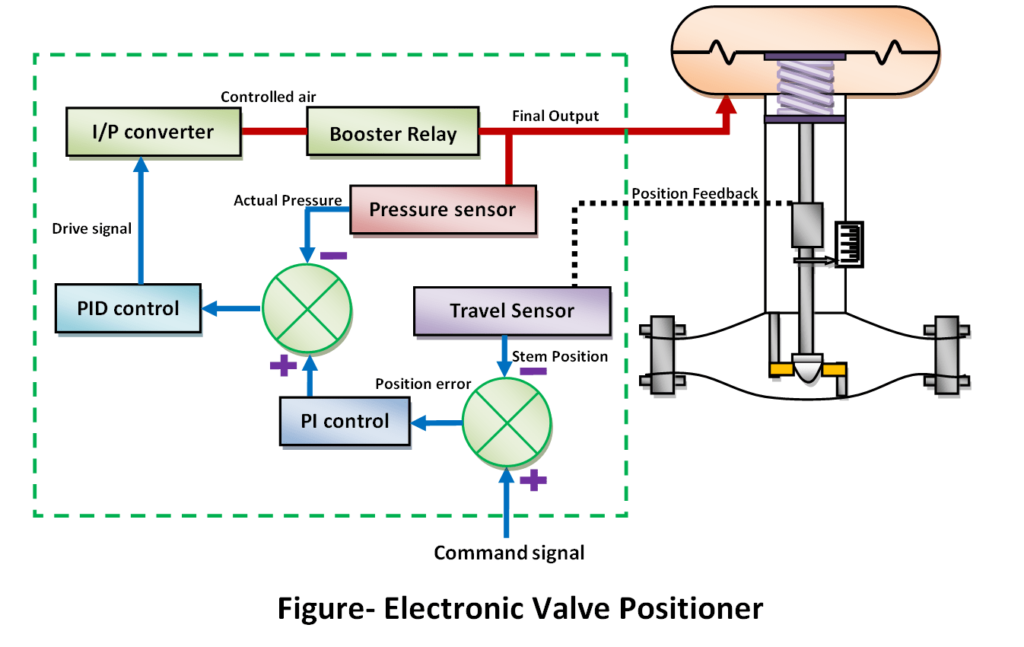 Controlled air
I/P converter
Booster Relay
Final Output
Actual Pressure
Pressure sensor
Position Feedback
Drive signal
PID control
Travel Sensor
Stem Position
Position error
PI control
Command signal
Figure- Electronic Valve Positioner